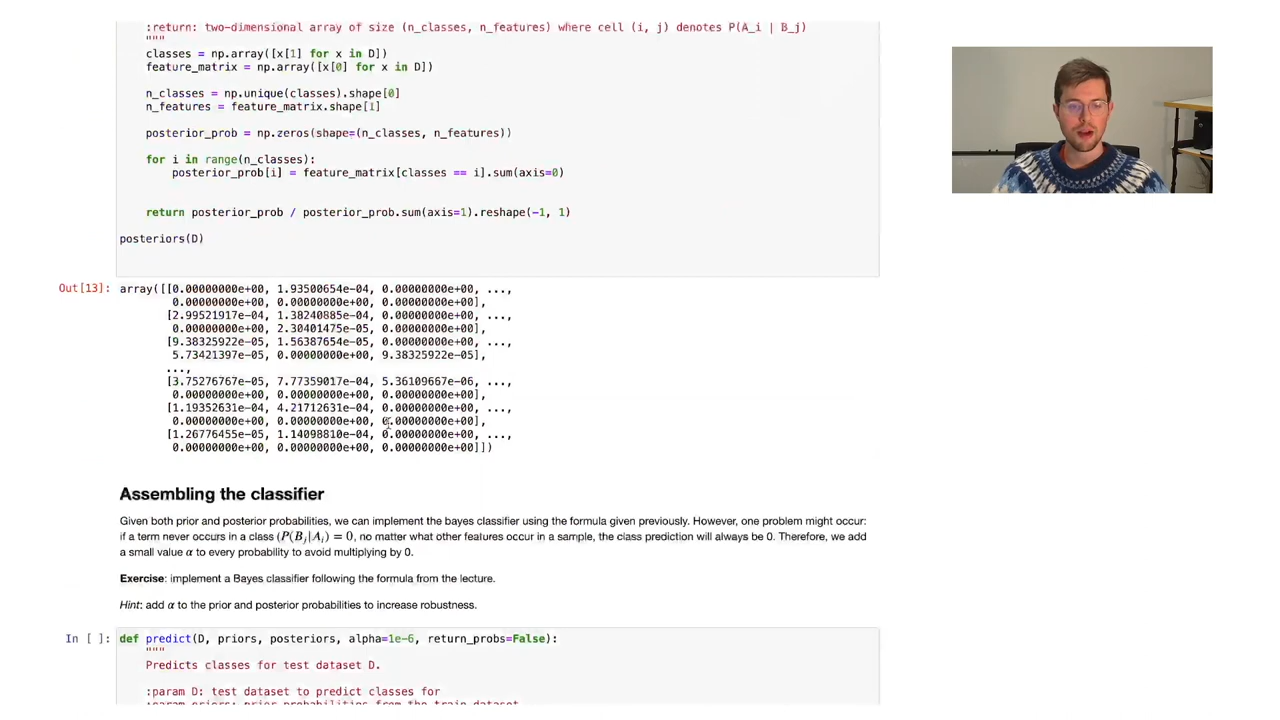 :return: two-dimensional array of size (n_classes, n_features) where cell (i, j) denotes P(A_i | B_j)
"""
classes = np.array([x[1] for x in D])
feature_matrix = np.array([x[0] for x in D])
n_classes = np.unique(classes).shape[0]
n_features = feature_matrix.shape[1]
posterior_prob = np.zeros(shape=(n_classes, n_features))
for i in range(n_classes):
posterior_prob[i] = feature_matrix[classes == i].sum(axis=0)
return posterior_prob / posterior_prob.sum(axis=1).reshape(-1, 1)
posteriors(D)
Out[13]: array([[0.00000000e+00, 1.93500654e-04, 0.00000000e+00, ...,
0.00000000e+00, 0.00000000e+00, 0.00000000e+00],
[2.99521917e-04, 1.38240885e-04, 0.00000000e+00, ...,
0.00000000e+00, 2.30401475e-05, 0.00000000e+00],
[9.38325922e-05, 1.56387654e-04, 0.00000000e+00, ...,
5.73421397e-05, 0.00000000e+00, 9.38325922e-05],
...,
[3.75276767e-05, 7.77359017e-04, 5.36109667e-06, ...,
0.00000000e+00, 0.00000000e+00, 0.00000000e+00],
[1.19352631e-04, 4.21712631e-04, 0.00000000e+00, ...,
0.00000000e+00, 0.00000000e+00, 0.00000000e+00],
[1.26776455e-05, 1.14098810e-04, 0.00000000e+00, ...,
0.00000000e+00, 0.00000000e+00, 0.00000000e+00]])
Assembling the classifier
Given both prior and posterior probabilities, we can implement the bayes classifier using the formula given previously. However, one problem might occur:
if a term never occurs in a class (P(B_j|A_i) = 0, no matter what other features occur in a sample, the class prediction will always be 0. Therefore, we add
a small value α to every probability to avoid multiplying by 0.
Exercise: implement a Bayes classifier following the formula from the lecture.
Hint: add α to the prior and posterior probabilities to increase robustness.
In [ ]: def predict(D, priors, posteriors, alpha=1e-6, return_probs=False):
"""
Predicts classes for test dataset D.
:param D: test dataset to predict classes for
:param priors: prior probabilities from the train dataset